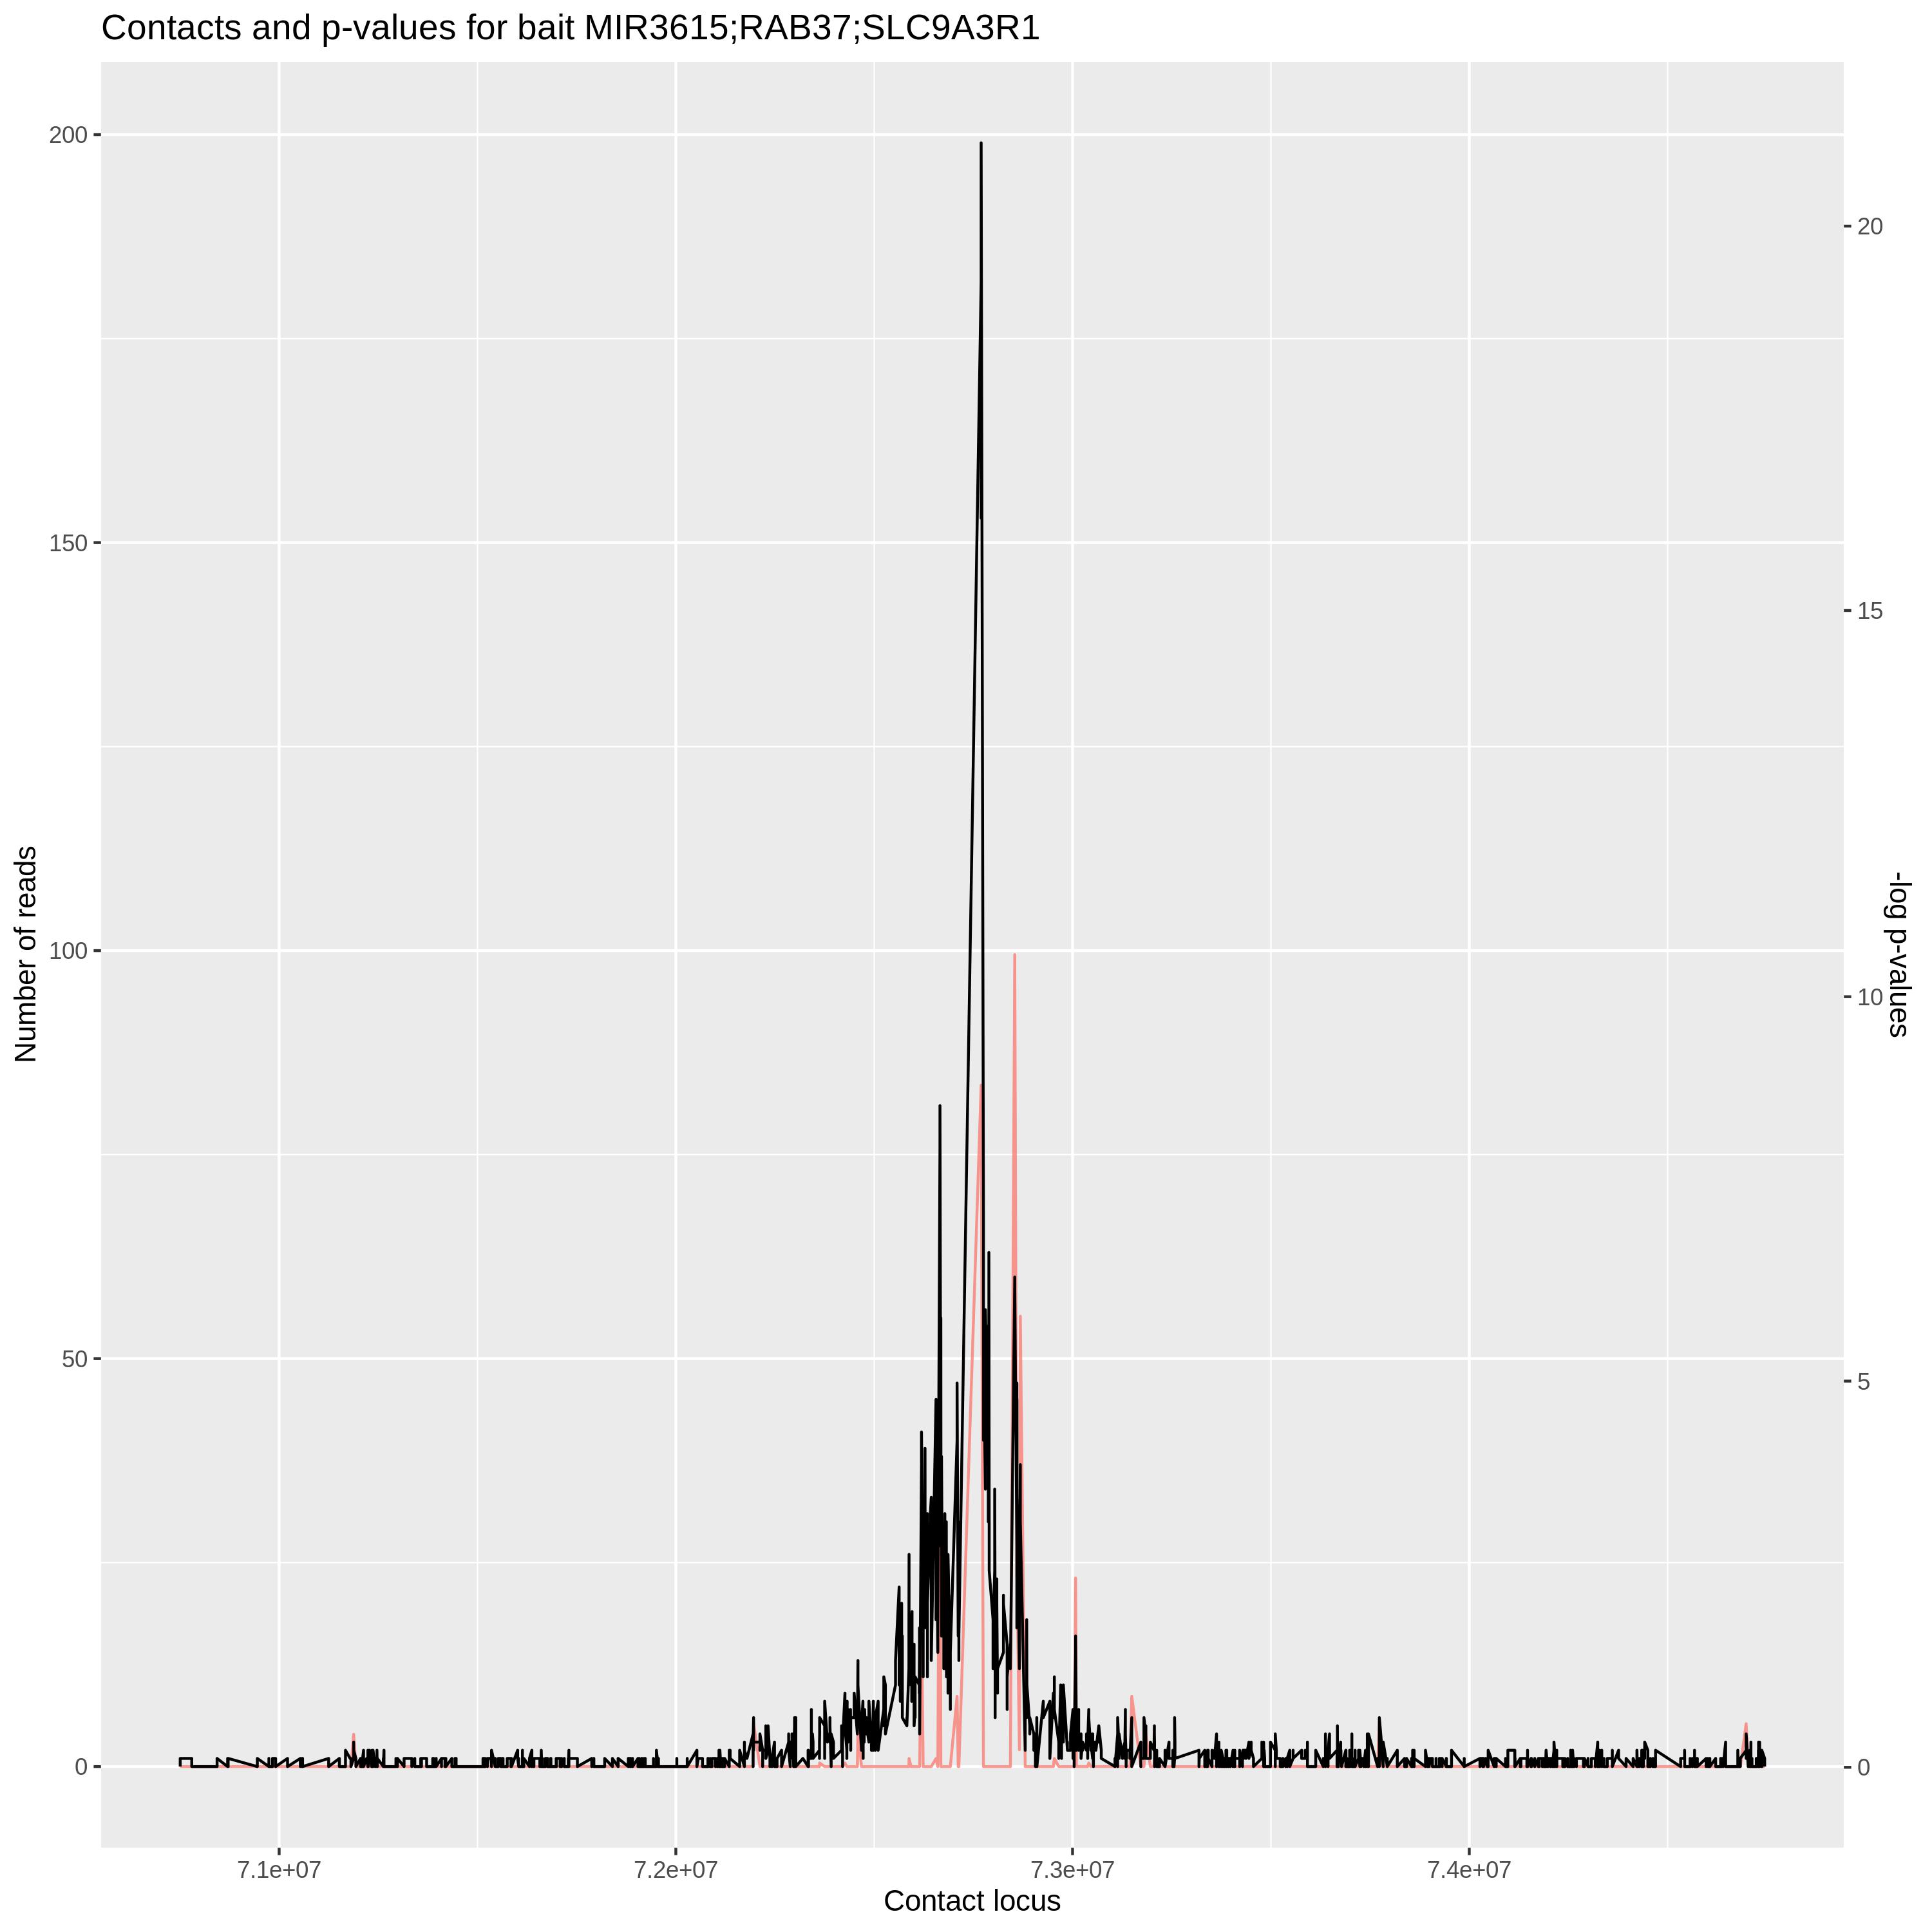 Contacts and p-values for bait MIR3615;RAB37;SLC9A3R1
200
150
100
50
0
Number of reads
20
15
10
5
0
-log p-values
7.1e+07
7.2e+07
7.3e+07
7.4e+07
Contact locus